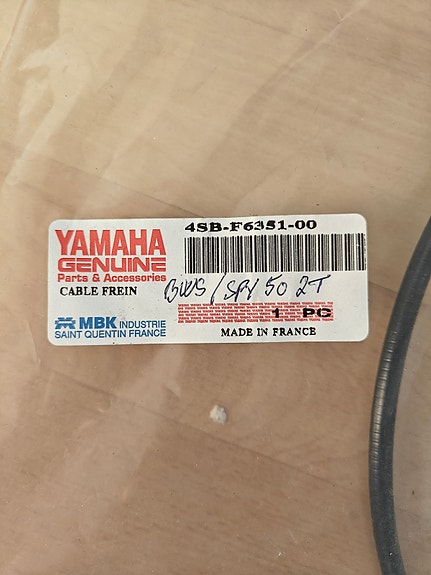 4SB-F6351-00
YAMAHA
GENUINE
Parts & Accessories
CABLE FREIN
BWS/SPY 50 2T
MBK INDUSTRIE
SAINT QUENTIN FRANCE
1 PC
MADE IN FRANCE